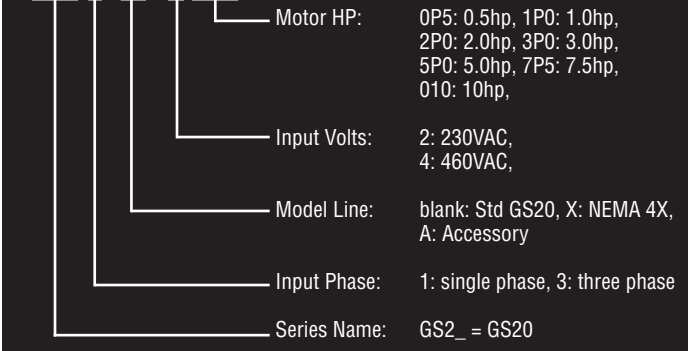 Motor HP: 0P5: 0.5hp, 1P0: 1.0hp,
2P0: 2.0hp, 3P0: 3.0hp,
5P0: 5.0hp, 7P5: 7.5hp,
010: 10hp,
Input Volts: 2: 230VAC,
4: 460VAC,
Model Line: blank: Std GS20, X: NEMA 4X,
A: Accessory
Input Phase: 1: single phase, 3: three phase
Series Name: GS2_ = GS20